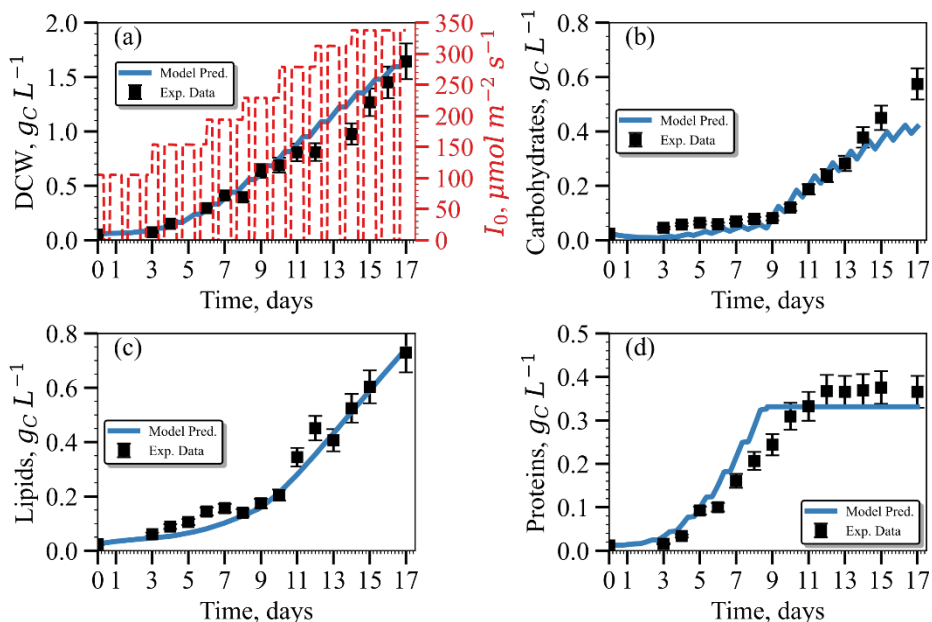 (a)
DCW, g_C L⁻¹
2.0
1.5
1.0
0.5
0.0
Model Pred.
Exp. Data
350
300
250
200
150
100
50
0
I₀, μmol m⁻² s⁻¹
0 1 3 5 7 9 11 13 15 17
Time, days
(b)
Carbohydrates, g_C L⁻¹
0.8
0.6
0.4
0.2
0.0
Model Pred.
Exp. Data
0 1 3 5 7 9 11 13 15 17
Time, days
(c)
Lipids, g_C L⁻¹
0.8
0.6
0.4
0.2
0.0
Model Pred.
Exp. Data
0 1 3 5 7 9 11 13 15 17
Time, days
(d)
Proteins, g_C L⁻¹
0.5
0.4
0.3
0.2
0.1
0.0
Model Pred.
Exp. Data
0 1 3 5 7 9 11 13 15 17
Time, days